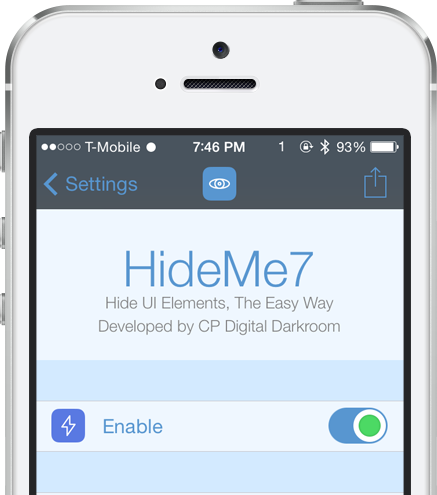 T-Mobile 7:46 PM 1 93%
Settings
HideMe7
Hide UI Elements, The Easy Way
Developed by CP Digital Darkroom
Enable